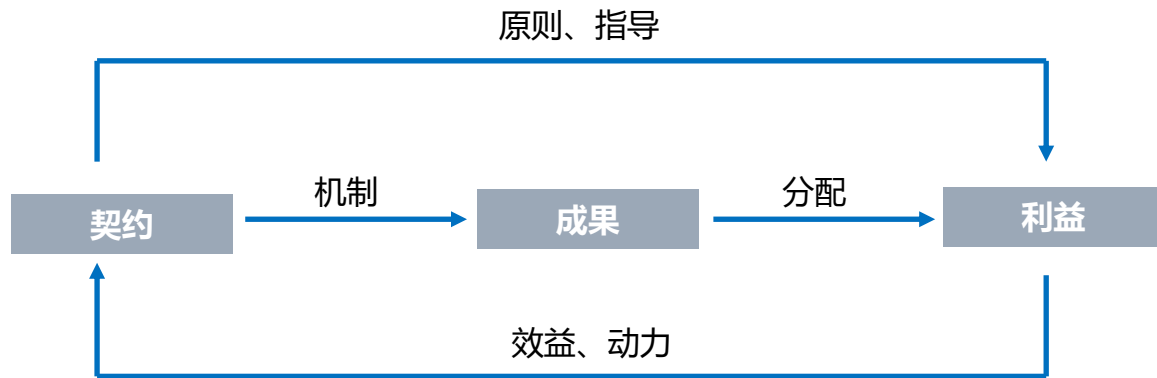 原则、指导
机制
分配
契约
成果
利益
效益、动力